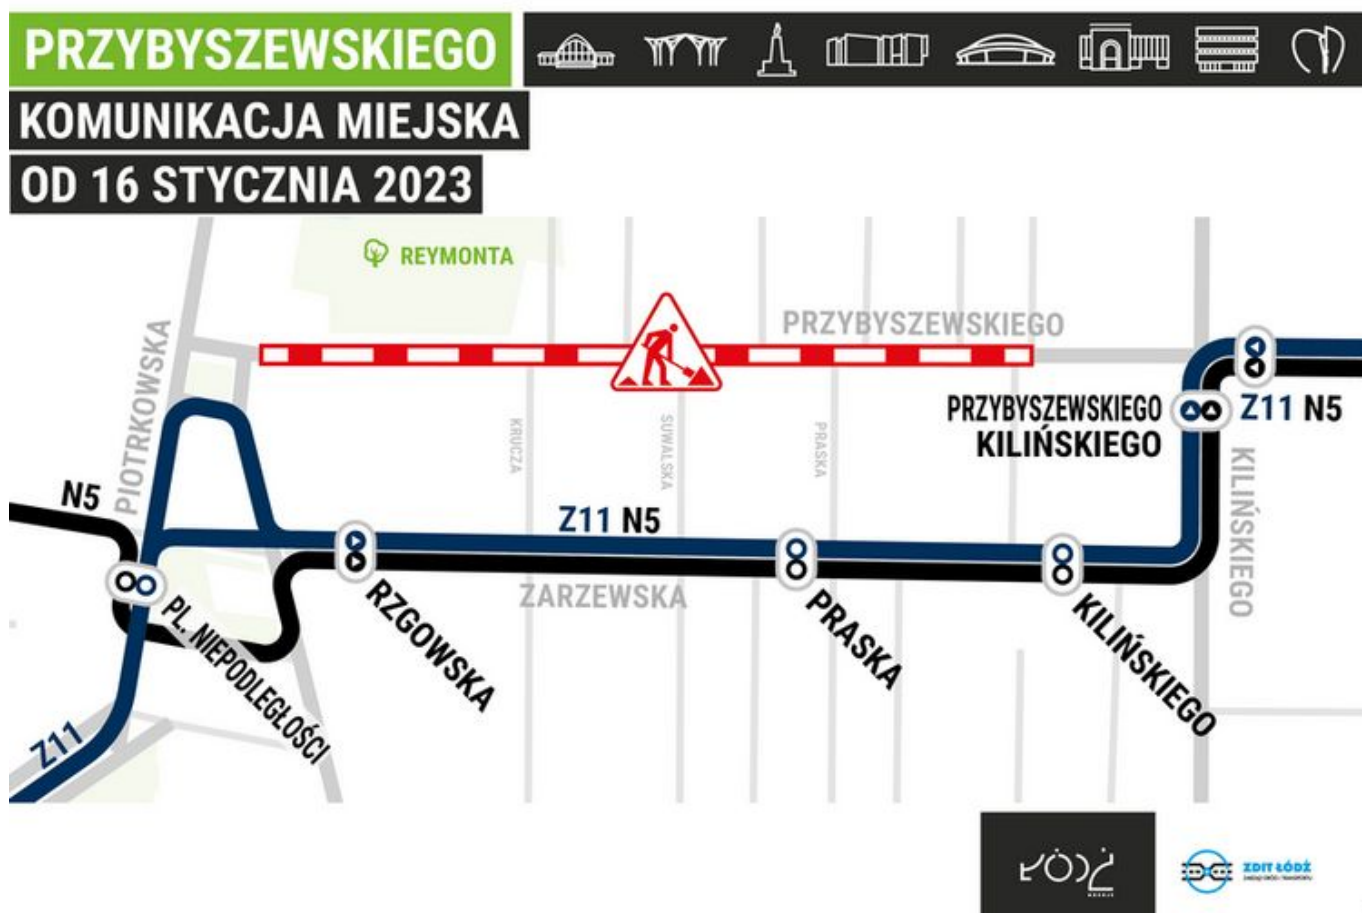 PRZYBYSZEWSKIEGO
KOMUNIKACJA MIEJSKA
OD 16 STYCZNIA 2023
REYMONTA
PRZYBYSZEWSKIEGO
PIOTRKOWSKA
PRZYBYSZEWSKIEGO
KILIŃSKIEGO
Z11 N5
KRUCZA
SUWALSKA
PRASKA
KILIŃSKIEGO
N5
Z11 N5
ZARZEWSKA
PL. NIEPODLEGŁOŚCI
RZGOWSKA
PRASKA
KILIŃSKIEGO
Z11
ZDIT ŁÓDŹ